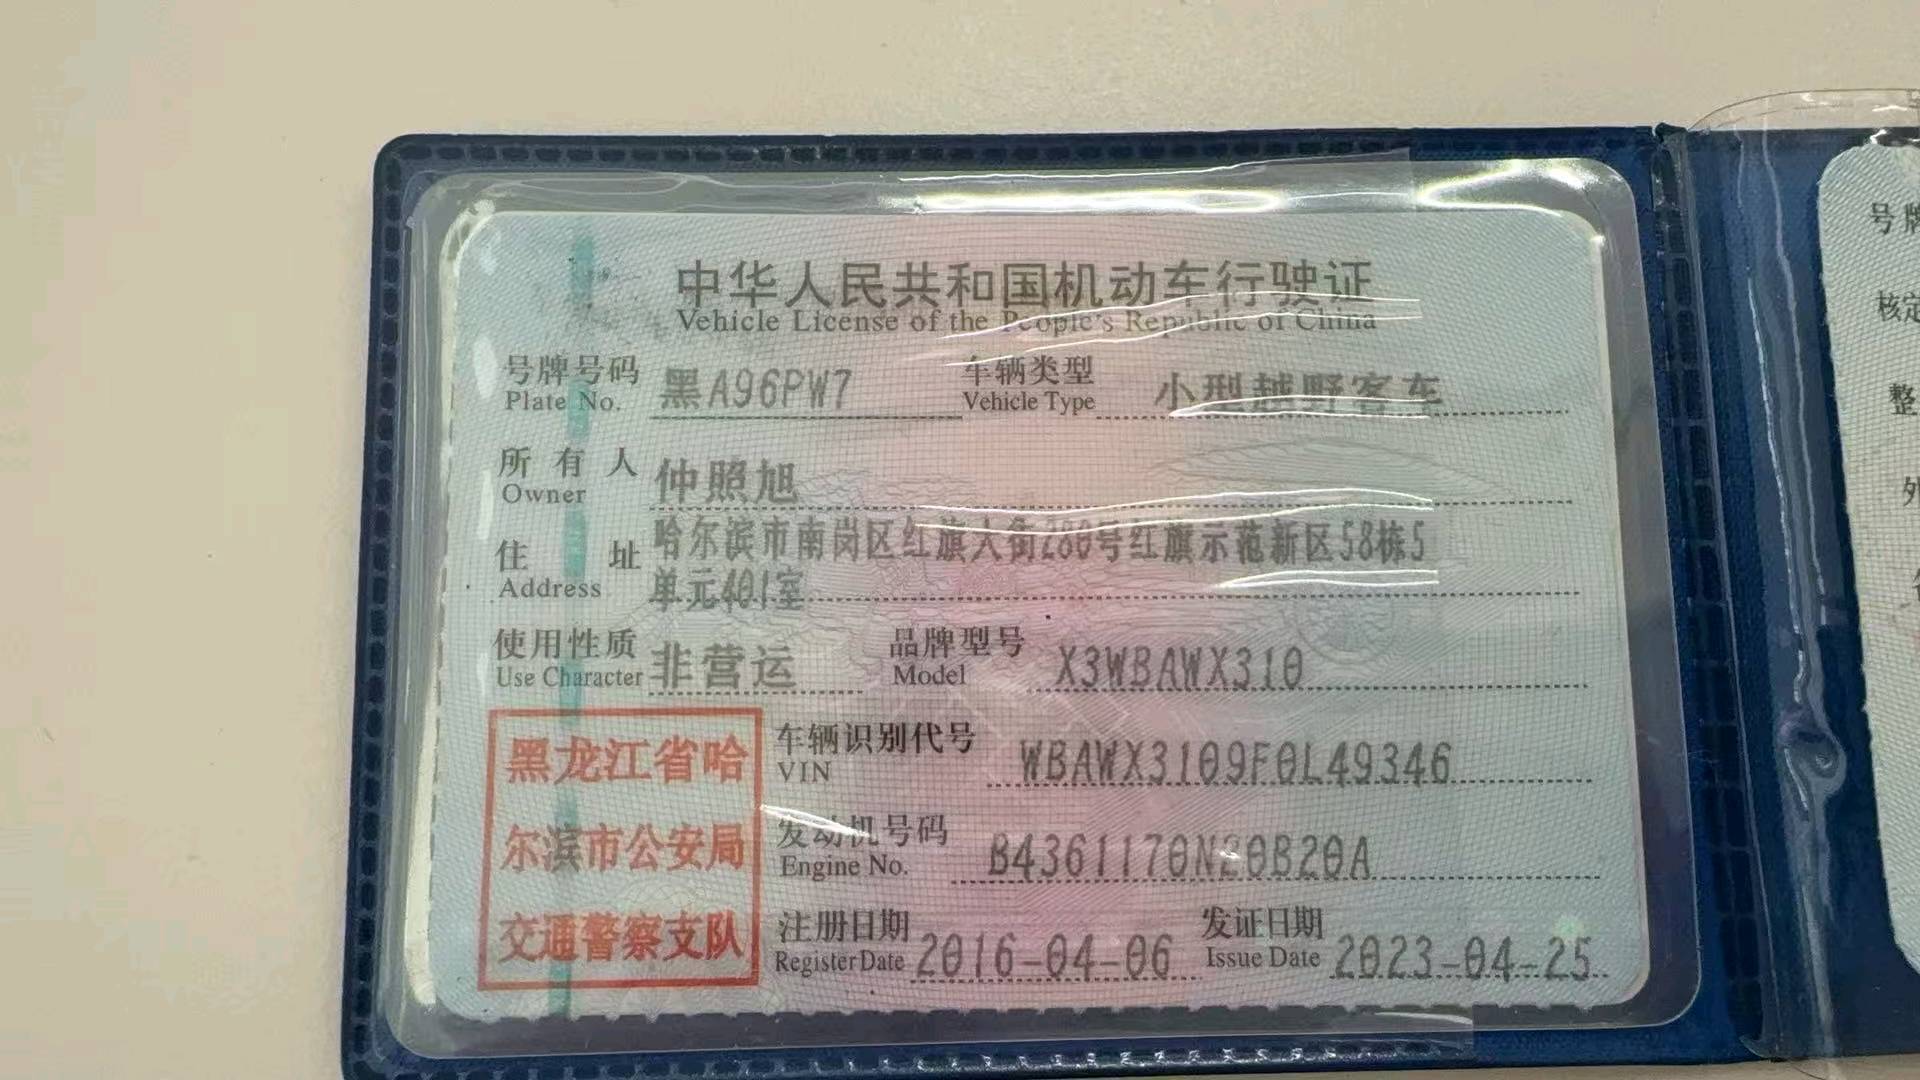 中华人民共和国机动车行驶证
Vehicle License of the People's Republic of China
号牌号码 黑A96PW7 车辆类型 小型越野客车
Plate No. Vehicle Type
所有人 仲照旭
Owner
住址 哈尔滨市南岗区红旗大街280号红旗示范新区58栋5
Address 单元401室
使用性质 非营运 品牌型号 X3WBAWX310
Use Character Model
黑龙江省哈
尔滨市公安局
交通警察支队
车辆识别代号 WBAWX3109F0L49346
VIN
发动机号码 B4361170N20B20A
Engine No.
注册日期 2016-04-06 发证日期 2023-04-25
Register Date Issue Date
号牌
核定
整
外